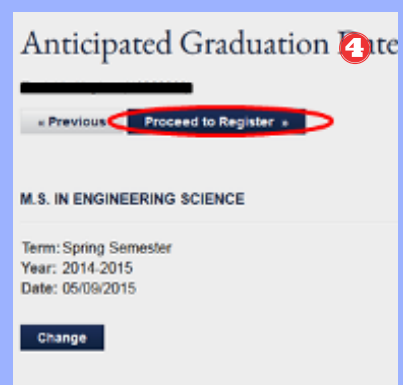 Anticipated Graduation Date
4
« Previous
Proceed to Register »
M.S. IN ENGINEERING SCIENCE
Term: Spring Semester
Year: 2014-2015
Date: 05/09/2015
Change